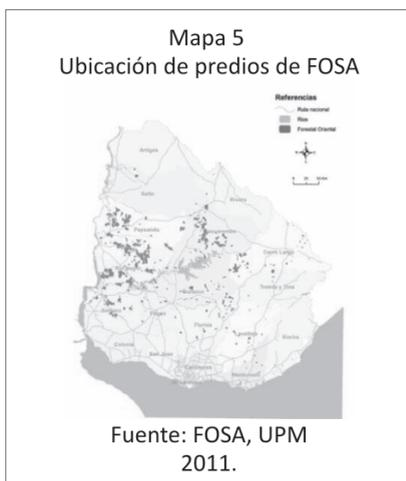 Mapa 5
Ubicación de predios de FOSA
Referencias
Ruta nacional
Ríos
Forestal Oriental
Artigas
Salto
Rivera
Paysandú
Tacuarembó
Cerro Largo
Treinta y Tres
Durazno
Flores
Florida
Lavalleja
Rocha
Colonia
San José
Canelones
Maldonado
Fuente: FOSA, UPM
2011.